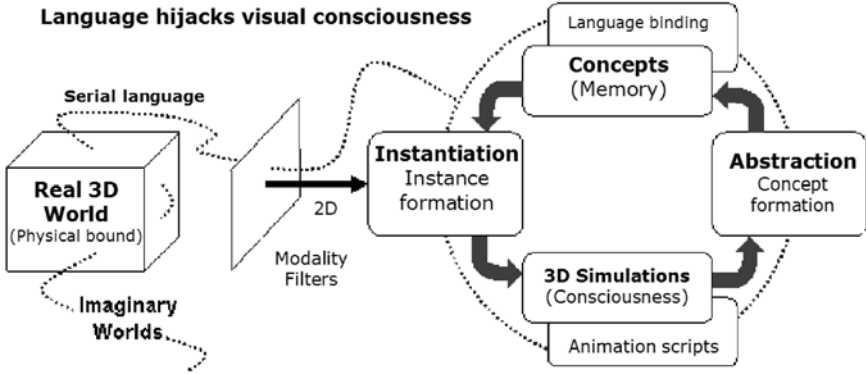 Language hijacks visual consciousness
Language binding
Concepts
(Memory)
Serial language
Real 3D
World
(Physical bound)
2D
Modality
Filters
Instantiation
Instance
formation
Abstraction
Concept
formation
3D Simulations
(Consciousness)
Animation scripts
Imaginary
Worlds